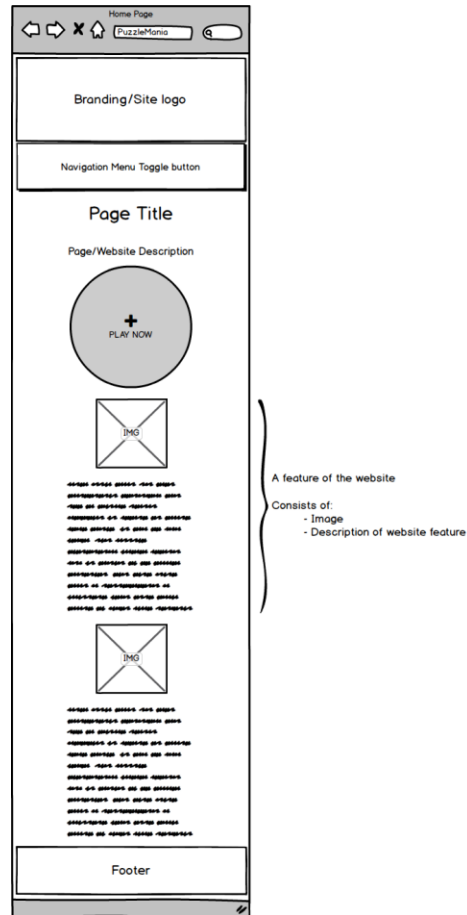 Home Page
PuzzleMania
Branding/Site logo
Navigation Menu Toggle button
Page Title
Page/Website Description
PLAY NOW
IMG
A feature of the website
Consists of:
- Image
- Description of website feature
IMG
Footer